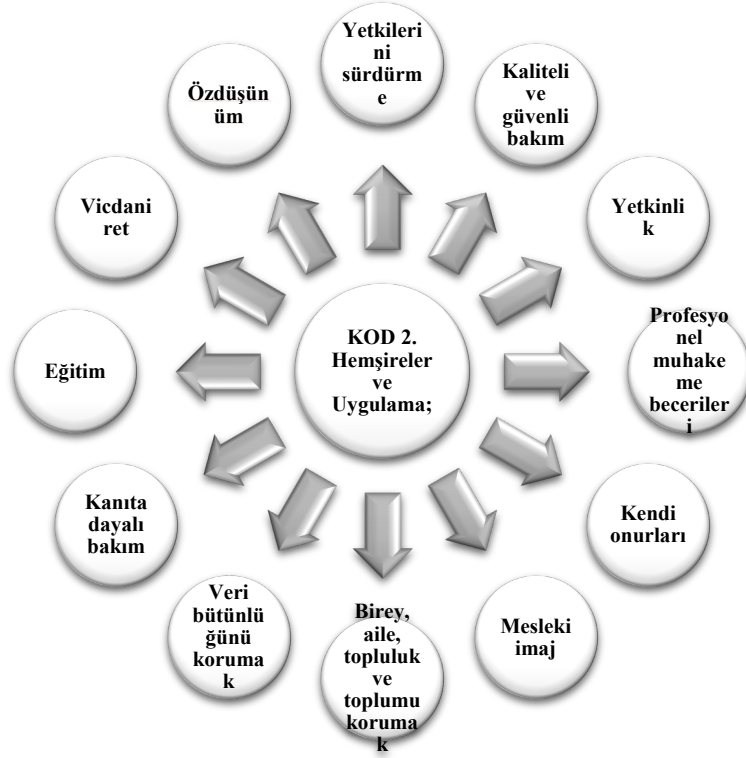 Yetkileri
ni
sürdürm
e
Kaliteli
ve
güvenli
bakım
Yetkinli
k
Profesyo
nel
muhake
me
becerileri
i
Kendi
onurları
Mesleki
imaj
Birey,
aile,
topluluk
ve
toplumu
koruma
k
Veri
bütünlü
ğünü
koruma
k
Kanıta
dayalı
bakım
Eğitim
Vicdani
ret
Özdüşün
üm
KOD 2.
Hemşireler
ve
Uygulama;